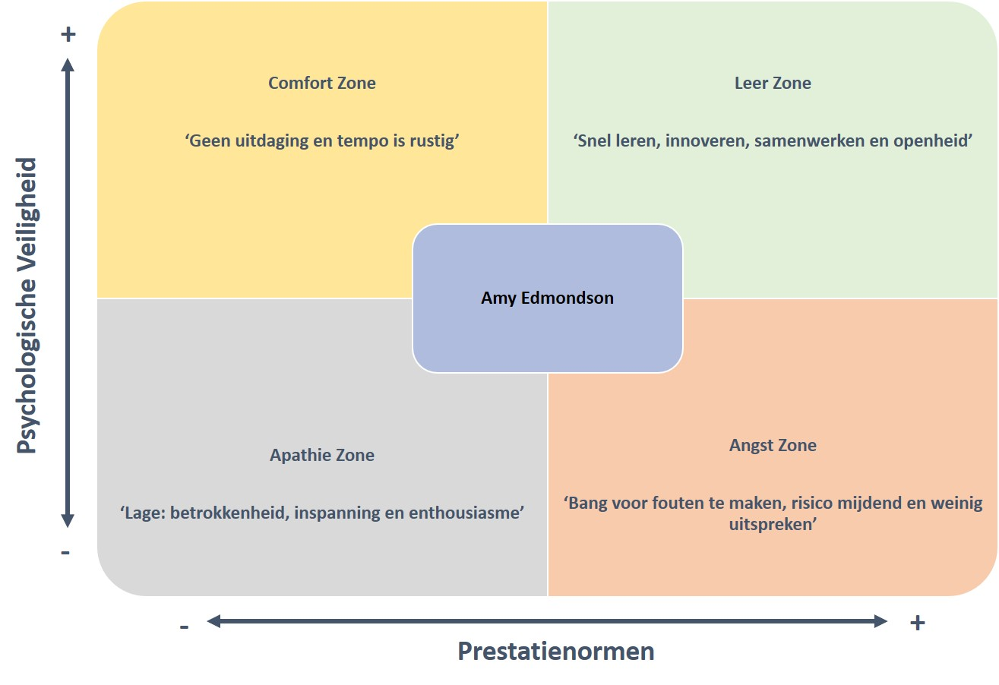 +
Comfort Zone
Leer Zone
‘Geen uitdaging en tempo is rustig’
‘Snel leren, innoveren, samenwerken en openheid’
Psychologische Veiligheid
Amy Edmondson
Apathie Zone
Angst Zone
‘Lage: betrokkenheid, inspanning en enthousiasme’
‘Bang voor fouten te maken, risico mijdend en weinig
uitspreken’
-
-
+
Prestatienormen